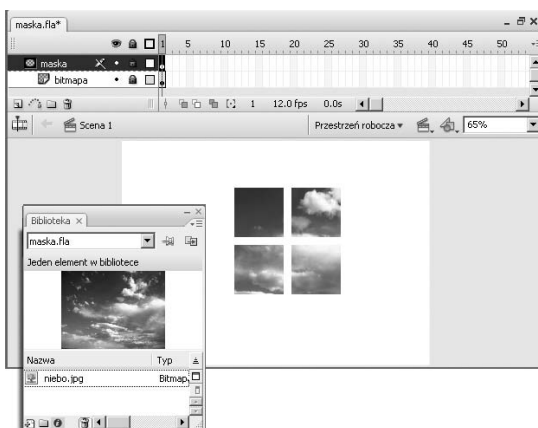 maska.fla*
1 5 10 15 20 25 30 35 40 45 50
maska
bitmapa
1 12.0 fps 0.0s
Scena 1 Przestrzeń robocza 65%
Biblioteka
maska.fla
Jeden element w bibliotece
Nazwa Typ
niebo.jpg Bitmap